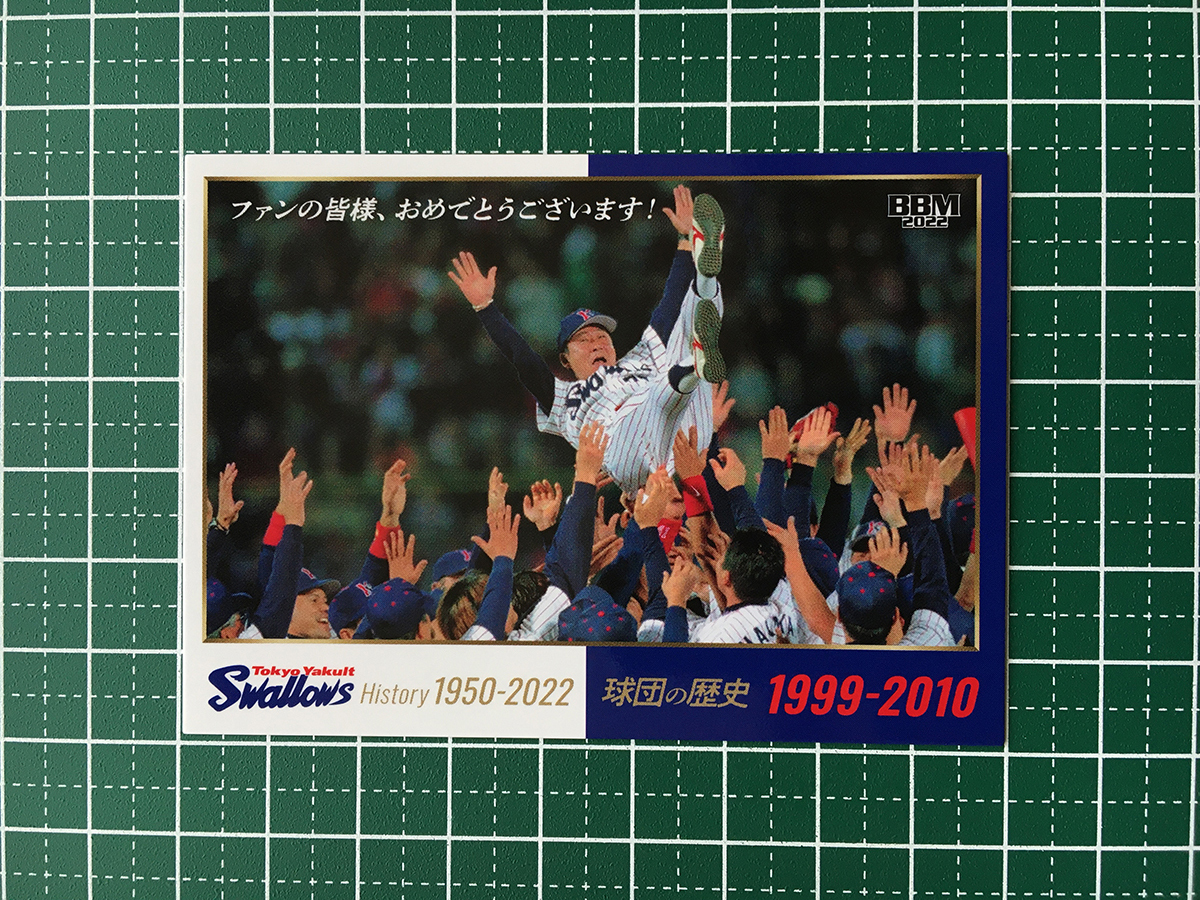 ファンの皆様、おめでとうございます!
BBM
2022
Swallows
Tokyo Yakult
Swallows History 1950-2022
球団の歴史 1999-2010